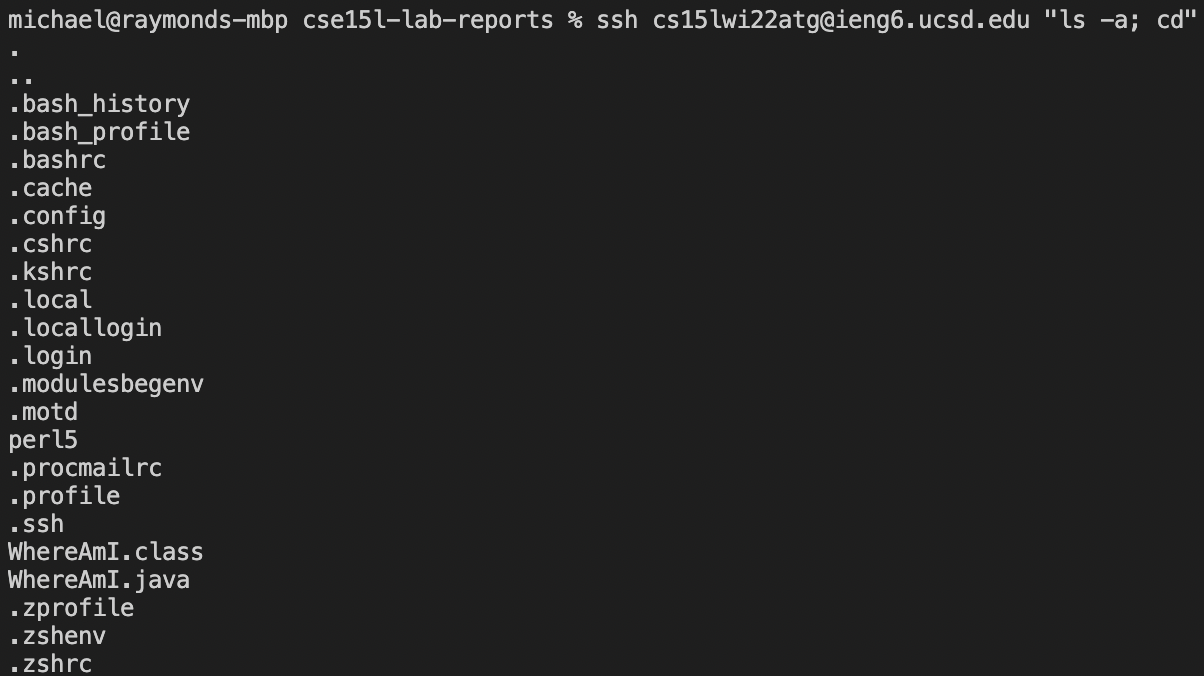 michael@raymonds-mbp cse15l-lab-reports % ssh cs15lwi22atg@ieng6.ucsd.edu "ls -a; cd"
.
..
.bash_history
.bash_profile
.bashrc
.cache
.config
.cshrc
.kshrc
.local
.locallogin
.login
.modulesbegenv
.motd
perl5
.procmailrc
.profile
.ssh
WhereAmI.class
WhereAmI.java
.zprofile
.zshenv
.zshrc